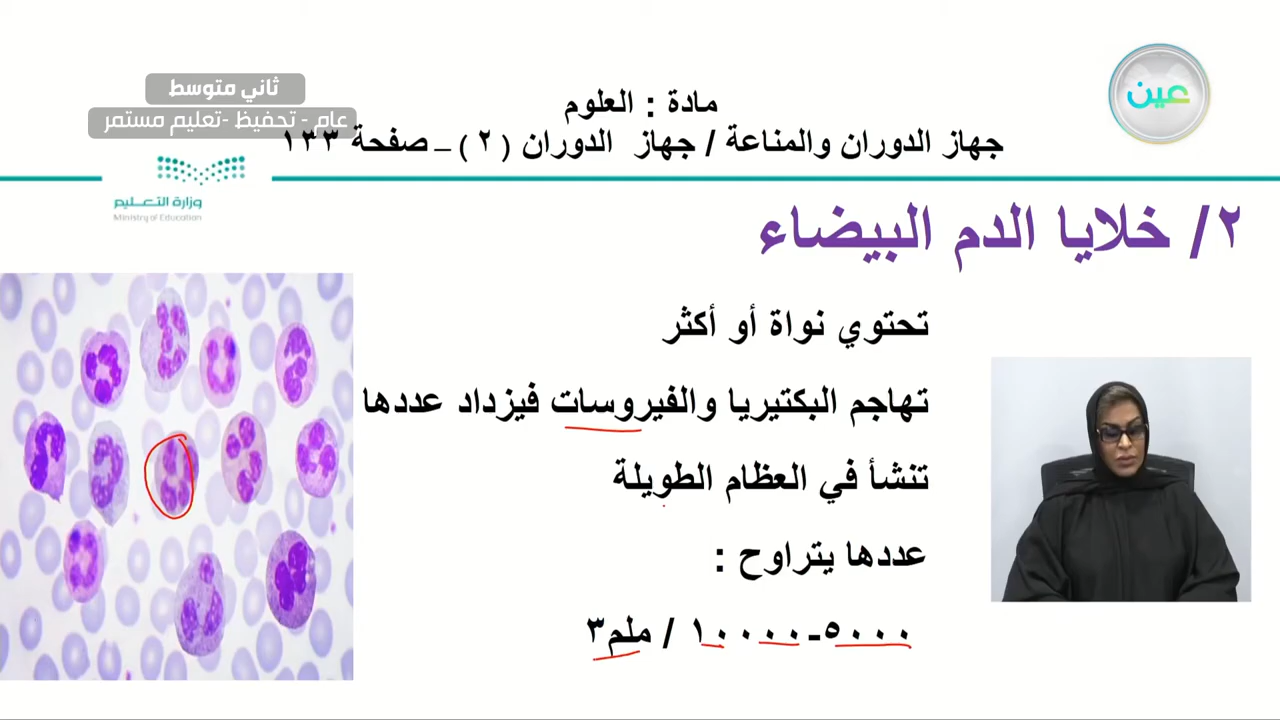 عين
ثاني متوسط
عام - تحفيظ -تعليم مستمر
مادة : العلوم
جهاز الدوران والمناعة / جهاز الدوران ( ٢ ) – صفحة ١٣٣
وزارة التعـليم
Ministry of Education
٢/ خلايا الدم البيضاء
تحتوي نواة أو أكثر
تهاجم البكتيريا والفيروسات فيزداد عددها
تنشأ في العظام الطويلة
عددها يتراوح :
٥٠٠٠-١٠٠٠٠ / ملم٣